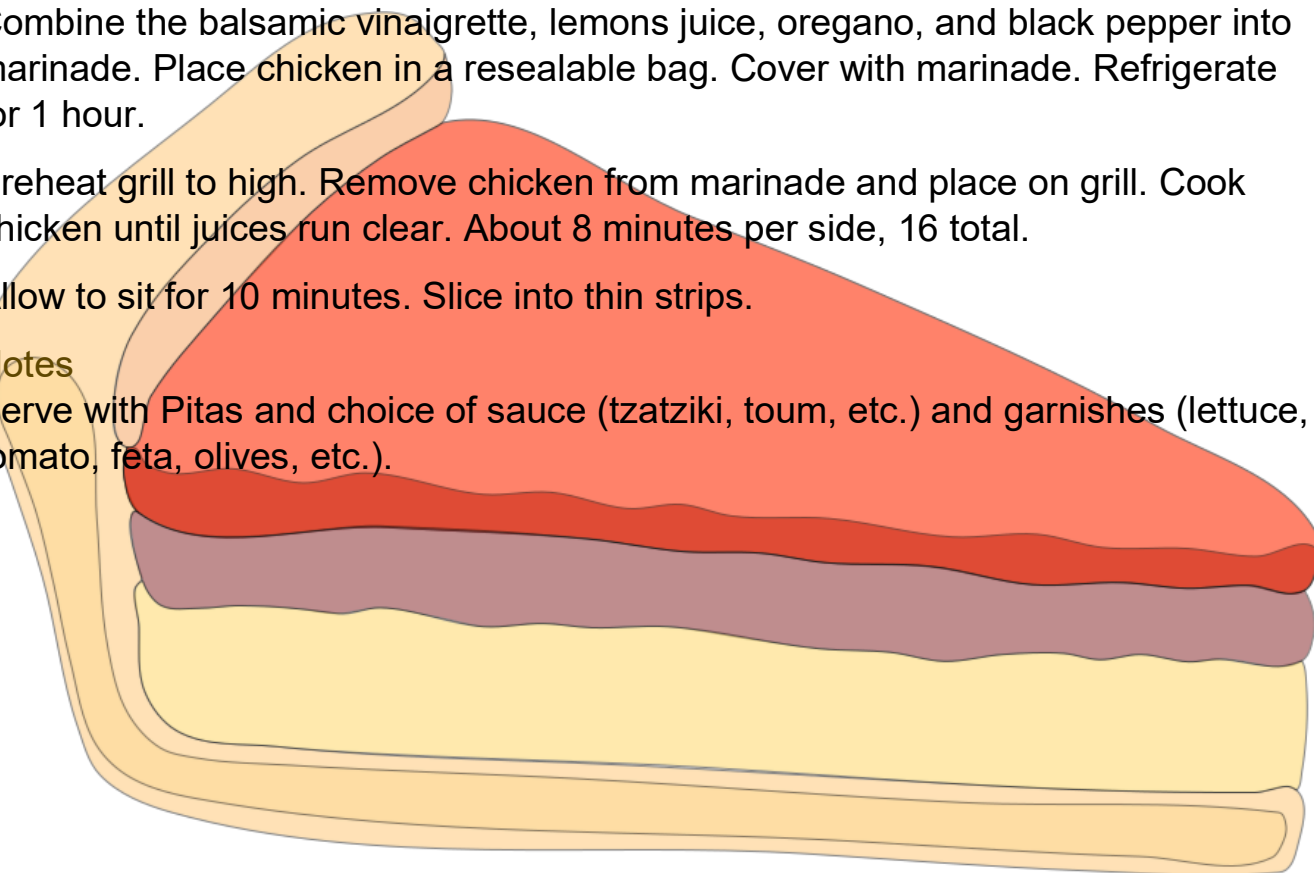 ombine the balsamic vinaigrette, lemons juice, oregano, and black pepper into
arinade. Place chicken in a resealable bag. Cover with marinade. Refrigerate
or 1 hour.
reheat grill to high. Remove chicken from marinade and place on grill. Cook
hicken until juices run clear. About 8 minutes per side, 16 total.
llow to sit for 10 minutes. Slice into thin strips.
otes
erve with Pitas and choice of sauce (tzatziki, toum, etc.) and garnishes (lettuce,
omato, feta, olives, etc.).